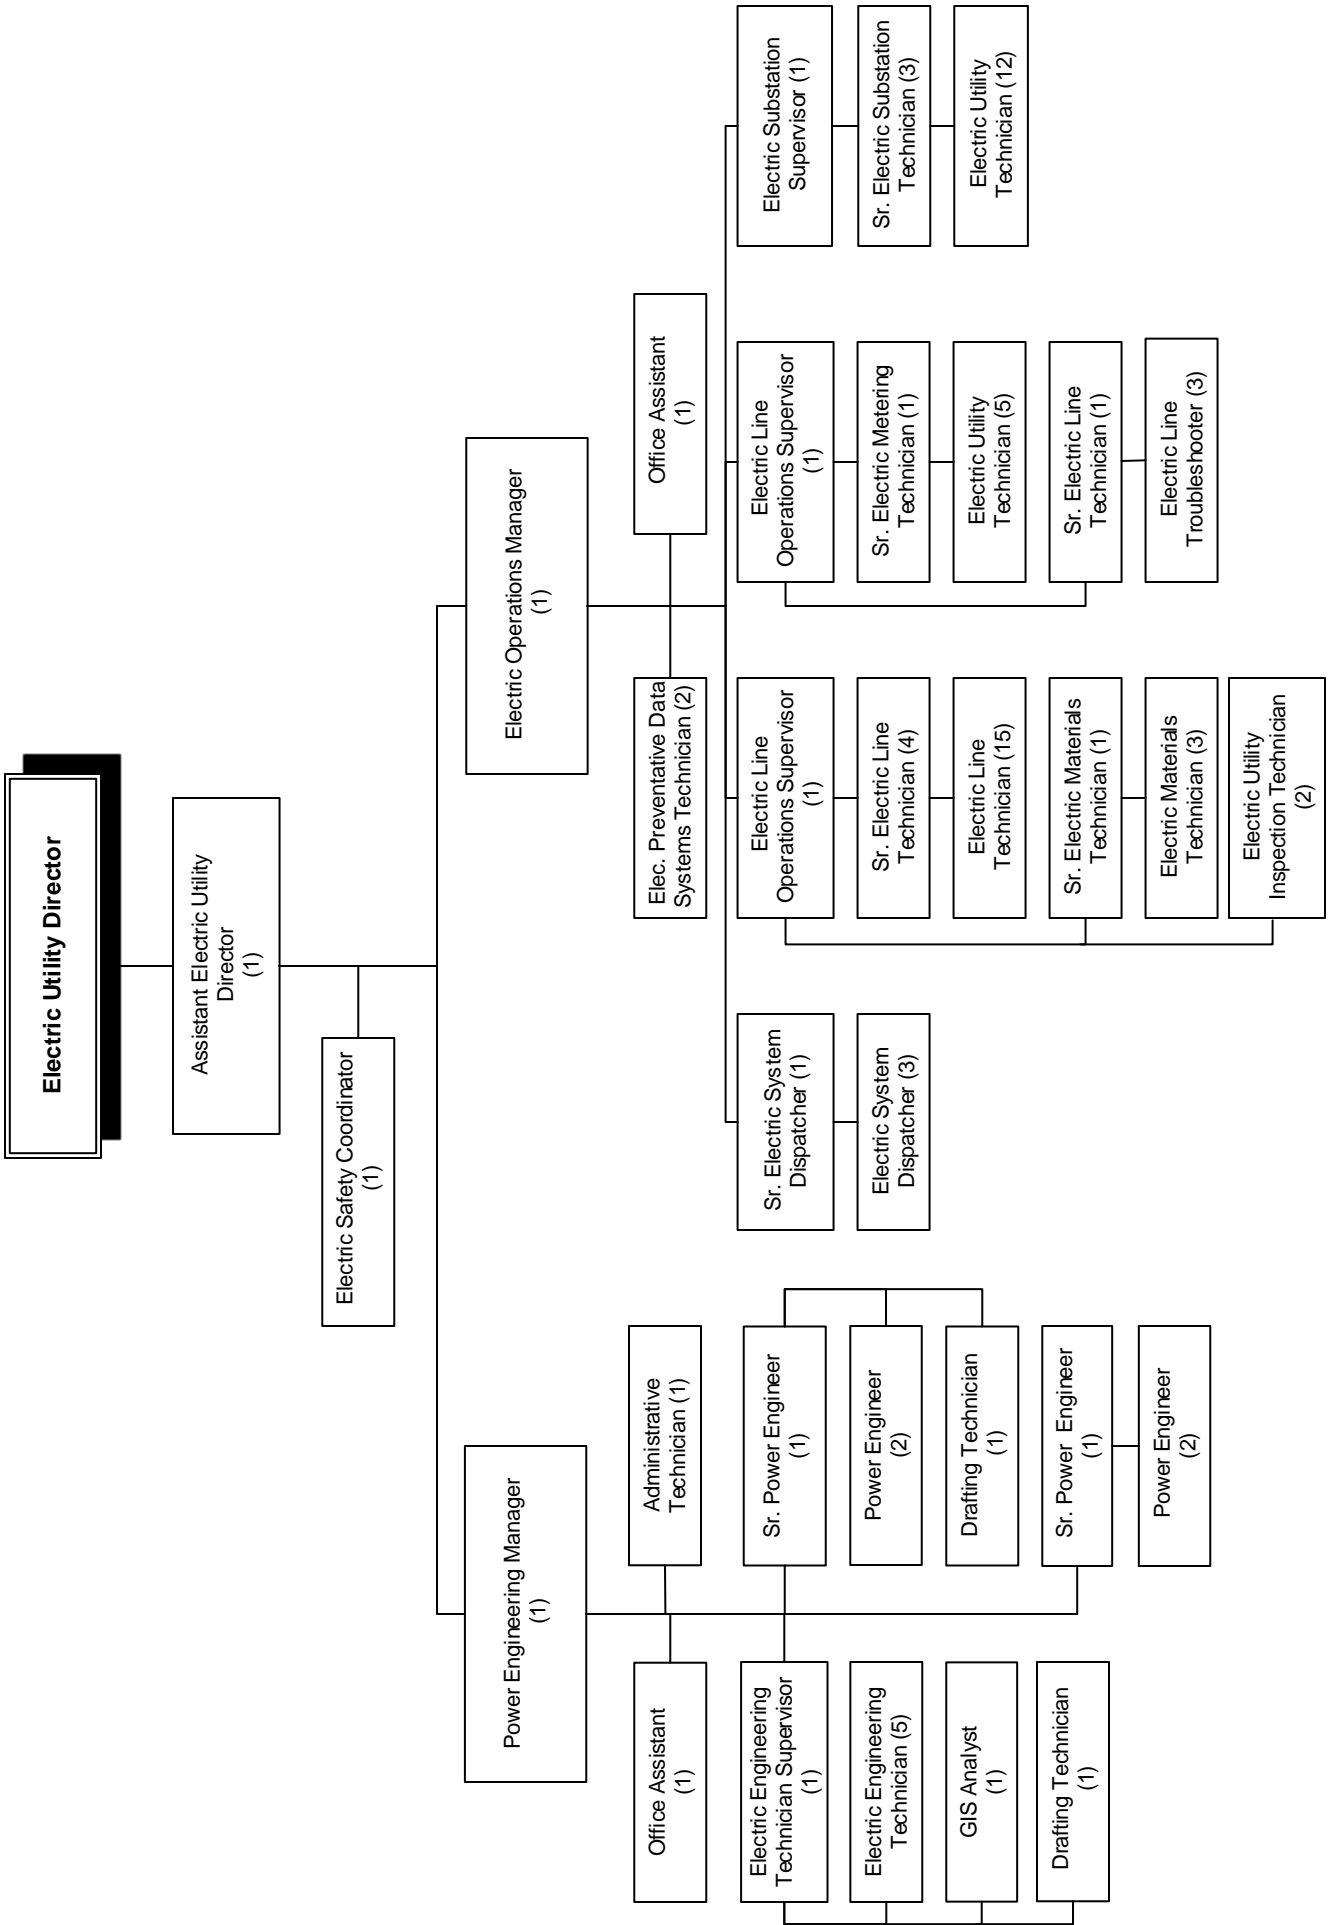 Electric Utility Director
Assistant Electric Utility
Director
(1)
Electric Safety Coordinator
(1)
Power Engineering Manager
(1)
Electric Operations Manager
(1)
Office Assistant
(1)
Administrative
Technician (1)
Electric Engineering
Technician Supervisor
(1)
Electric Engineering
Technician (5)
GIS Analyst
(1)
Drafting Technician
(1)
Sr. Power Engineer
(1)
Power Engineer
(2)
Drafting Technician
(1)
Sr. Power Engineer
(1)
Power Engineer
(2)
Elec. Preventative Data
Systems Technician (2)
Office Assistant
(1)
Sr. Electric System
Dispatcher (1)
Electric System
Dispatcher (3)
Electric Line
Operations Supervisor
(1)
Sr. Electric Line
Technician (4)
Electric Line
Technician (15)
Sr. Electric Materials
Technician (1)
Electric Materials
Technician (3)
Electric Utility
Inspection Technician
(2)
Electric Line
Operations Supervisor
(1)
Sr. Electric Metering
Technician (1)
Electric Utility
Technician (5)
Sr. Electric Line
Technician (1)
Electric Line
Troubleshooter (3)
Electric Substation
Supervisor (1)
Sr. Electric Substation
Technician (3)
Electric Utility
Technician (12)